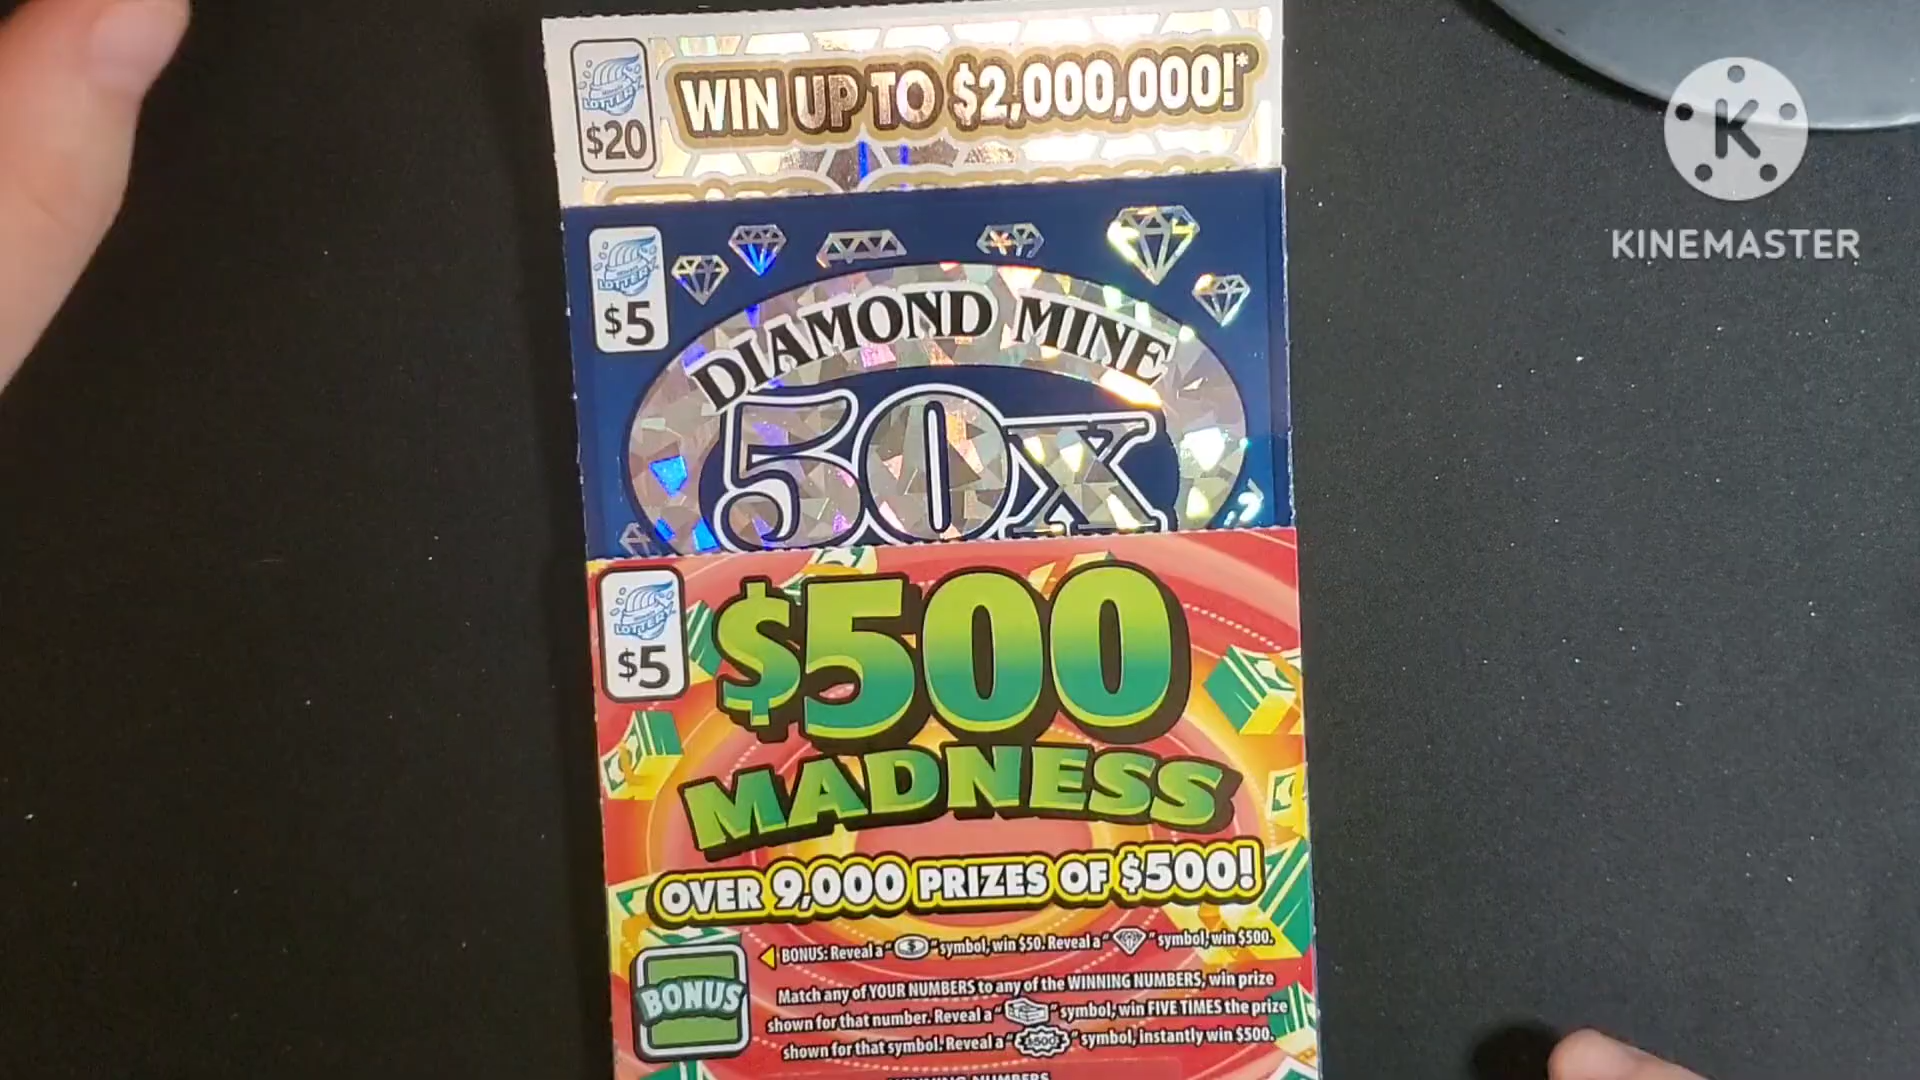 LOTTERY
$20
WIN UP TO $2,000,000!*
K
KINEMASTER
LOTTERY
$5
DIAMOND MINE
50X
LOTTERY
$5
$500
MADNESS
OVER 9,000 PRIZES OF $500!
BONUS
BONUS: Reveal a "$" symbol, win $50. Reveal a " " symbol, win $500.
Match any of YOUR NUMBERS to any of the WINNING NUMBERS, win prize
shown for that number. Reveal a " " symbol, win FIVE TIMES the prize
shown for that symbol. Reveal a "$500" symbol, instantly win $500.
WINNING NUMBERS